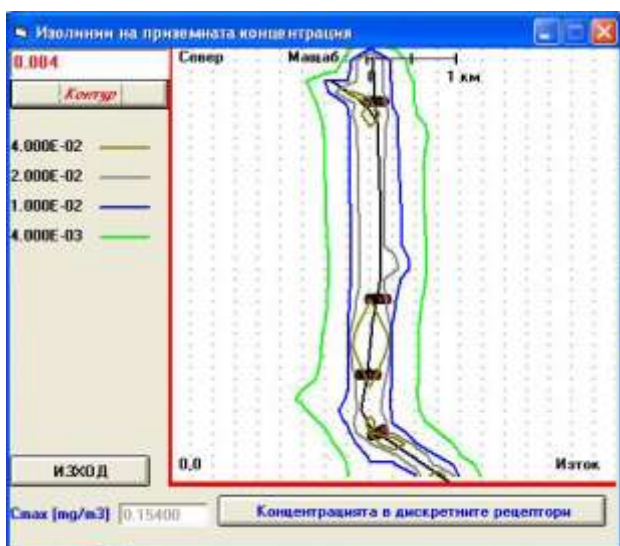 Изолинии на приземната концентрация
0.004
Север
Мащаб
0
1 км
Контур
4.000E-02
2.000E-02
1.000E-02
4.000E-03
0,0
Изток
ИЗХОД
Cmax (mg/m3) 0.15400
Концентрацията в дискретните рецептори